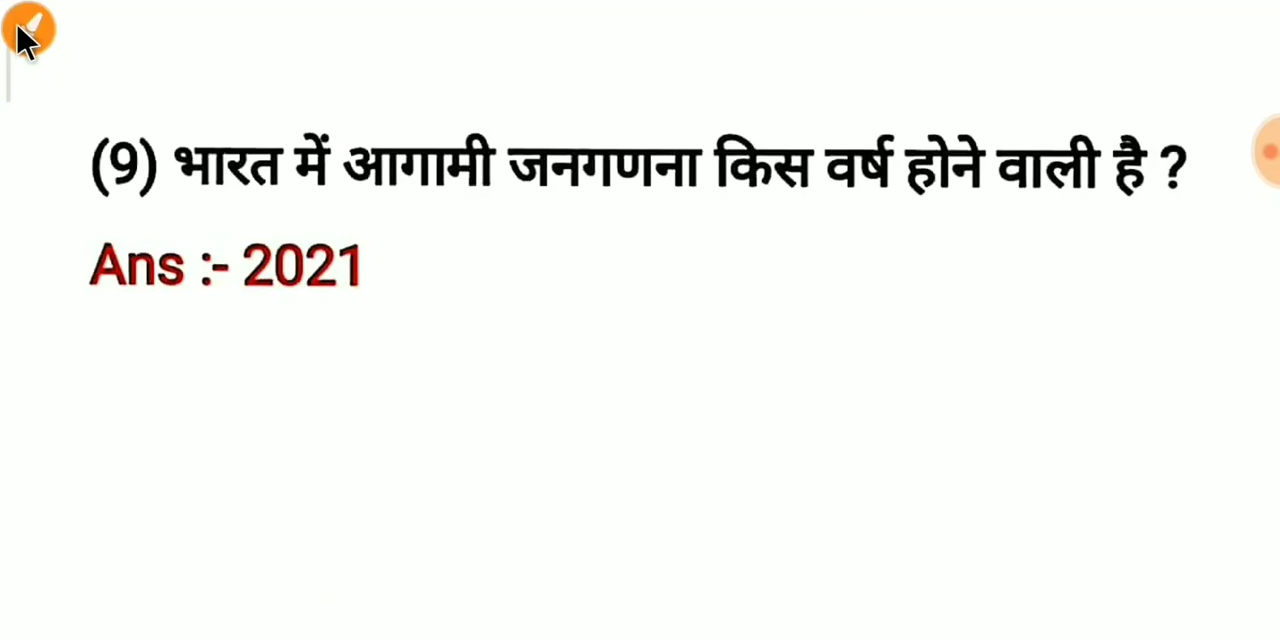 (9) भारत में आगामी जनगणना किस वर्ष होने वाली है ?
Ans :- 2021